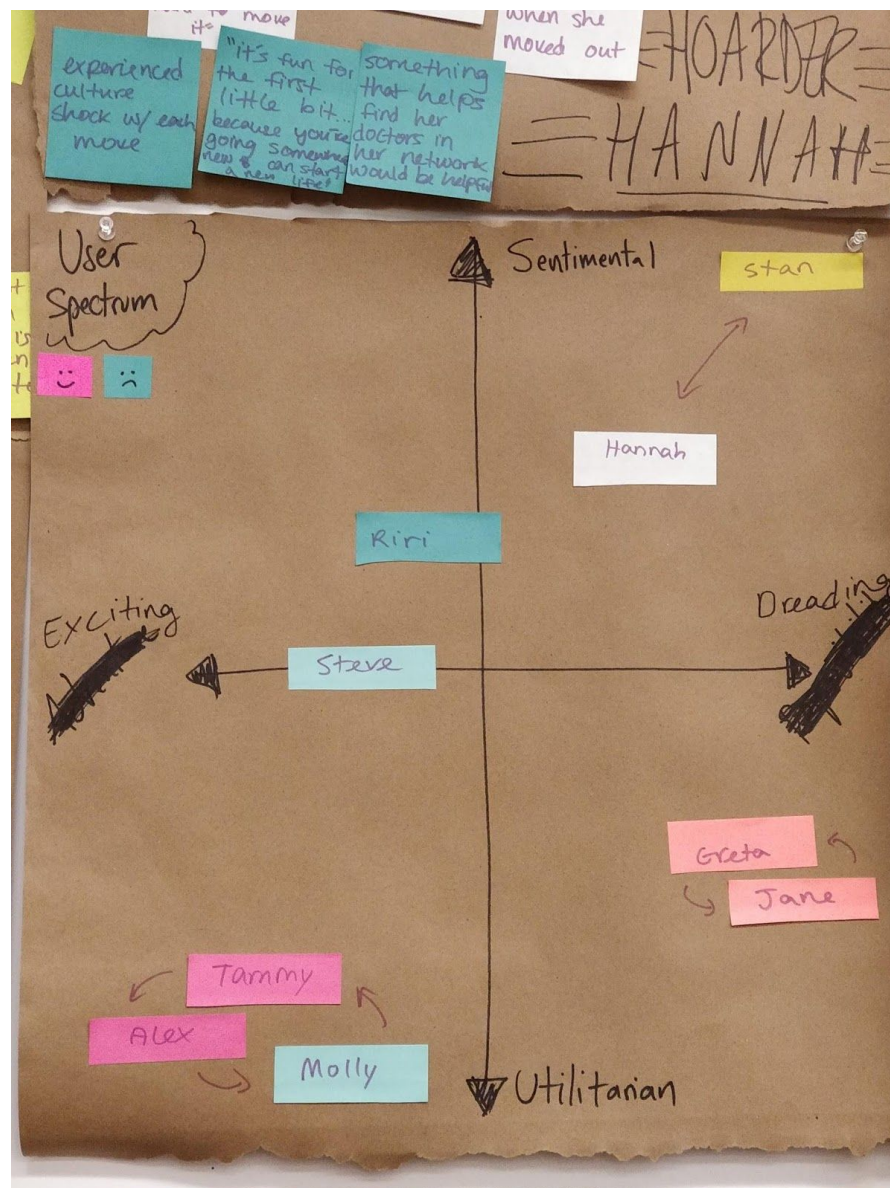 move
it"
when she
moved out
HOARDER
HANNAH
experienced
culture
shock w/ each
move
"it's fun for
the first
little bit...
because you're
going somewhere
new & can start
a new life"
something
that helps
find her
doctors in
her network
would be helpful
User
Spectrum
Sentimental
Stan
Hannah
Riri
Exciting
Dreading
Steve
Greta
Jane
Tammy
Alex
Molly
Utilitarian